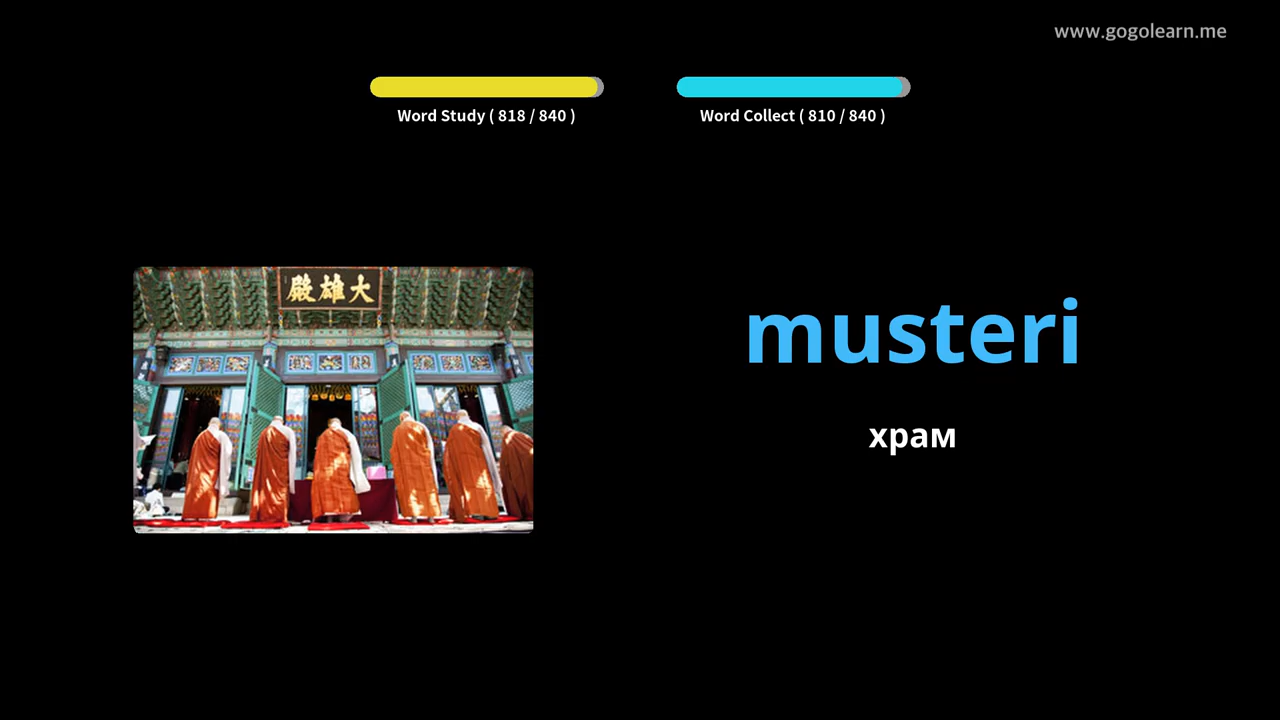 www.gogolearn.me
Word Study ( 818 / 840 )
Word Collect ( 810 / 840 )
殿雄大
musteri
храм